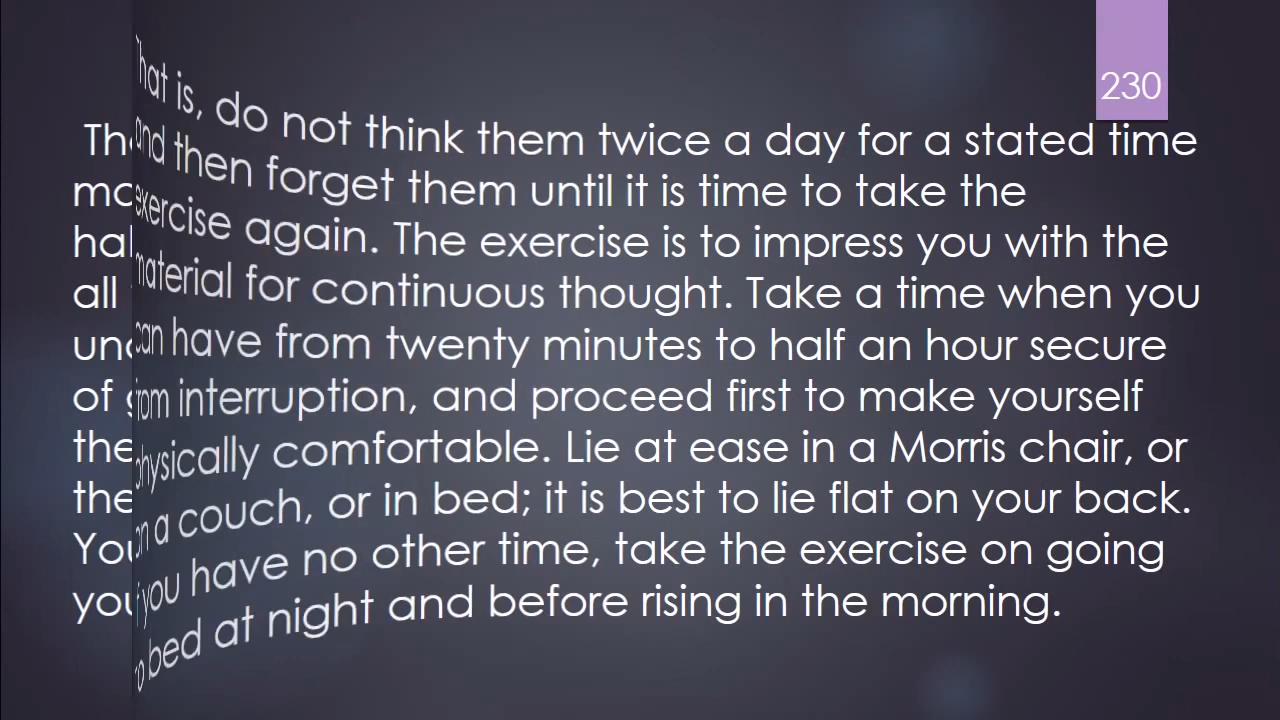 230
That is, do not think them twice a day for a stated time
and then forget them until it is time to take the
exercise again. The exercise is to impress you with the
material for continuous thought. Take a time when you
can have from twenty minutes to half an hour secure
from interruption, and proceed first to make yourself
physically comfortable. Lie at ease in a Morris chair, or
on a couch, or in bed; it is best to lie flat on your back.
If you have no other time, take the exercise on going
to bed at night and before rising in the morning.